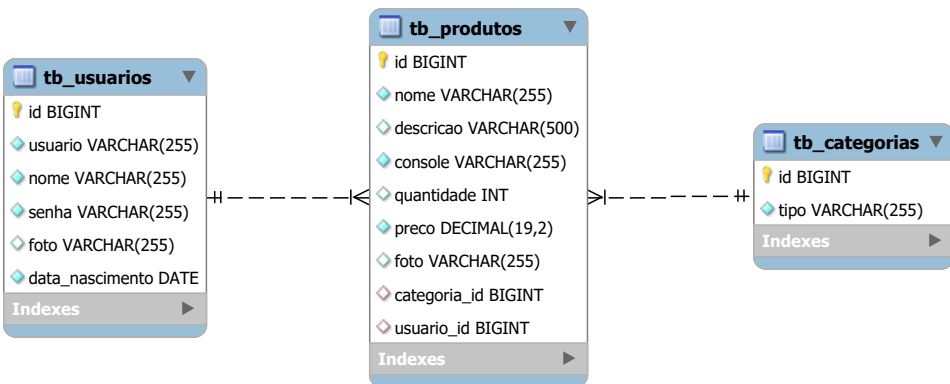 tb_usuarios
id BIGINT
usuario VARCHAR(255)
nome VARCHAR(255)
senha VARCHAR(255)
foto VARCHAR(255)
data_nascimento DATE
Indexes
tb_produtos
id BIGINT
nome VARCHAR(255)
descricao VARCHAR(500)
console VARCHAR(255)
quantidade INT
preco DECIMAL(19,2)
foto VARCHAR(255)
categoria_id BIGINT
usuario_id BIGINT
Indexes
tb_categorias
id BIGINT
tipo VARCHAR(255)
Indexes